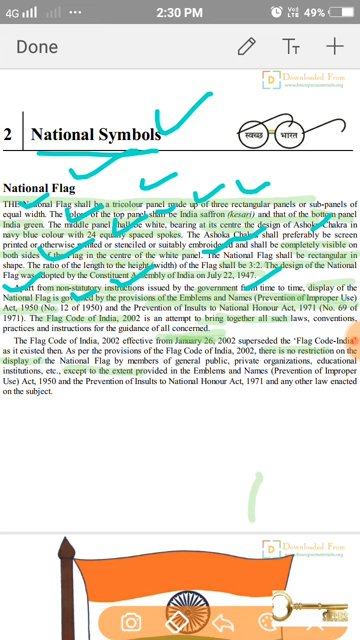 4G 2:30 PM VoLTE 49%
Done TT +
Downloaded From
2 National Symbols
स्वच्छ भारत
National Flag
THE National Flag shall be a tricolour panel made up of three rectangular panels or sub-panels of
equal width. The colour of the top panel shall be India saffron (kesari) and that of the bottom panel
India green. The middle panel shall be white, bearing at its centre the design of Ashoka Chakra in
navy blue colour with 24 equally spaced spokes. The Ashoka Chakra shall preferably be screen
printed or otherwise printed or stenciled or suitably embroidered and shall be completely visible on
both sides of the Flag in the centre of the white panel. The National Flag shall be rectangular in
shape. The ratio of the length to the height (width) of the Flag shall be 3:2. The design of the National
Flag was adopted by the Constituent Assembly of India on July 22, 1947.
Apart from non-statutory instructions issued by the government from time to time, display of the
National Flag is governed by the provisions of the Emblems and Names (Prevention of Improper Use)
Act, 1950 (No. 12 of 1950) and the Prevention of Insults to National Honour Act, 1971 (No. 69 of
1971). The Flag Code of India, 2002 is an attempt to bring together all such laws, conventions,
practices and instructions for the guidance of all concerned.
The Flag Code of India, 2002 effective from January 26, 2002 superseded the 'Flag Code-India'
as it existed then. As per the provisions of the Flag Code of India, 2002, there is no restriction on the
display of the National Flag by members of general public, private organizations, educational
institutions, etc., except to the extent provided in the Emblems and Names (Prevention of Improper
Use) Act, 1950 and the Prevention of Insults to National Honour Act, 1971 and any other law enacted
on the subject.
Downloaded From